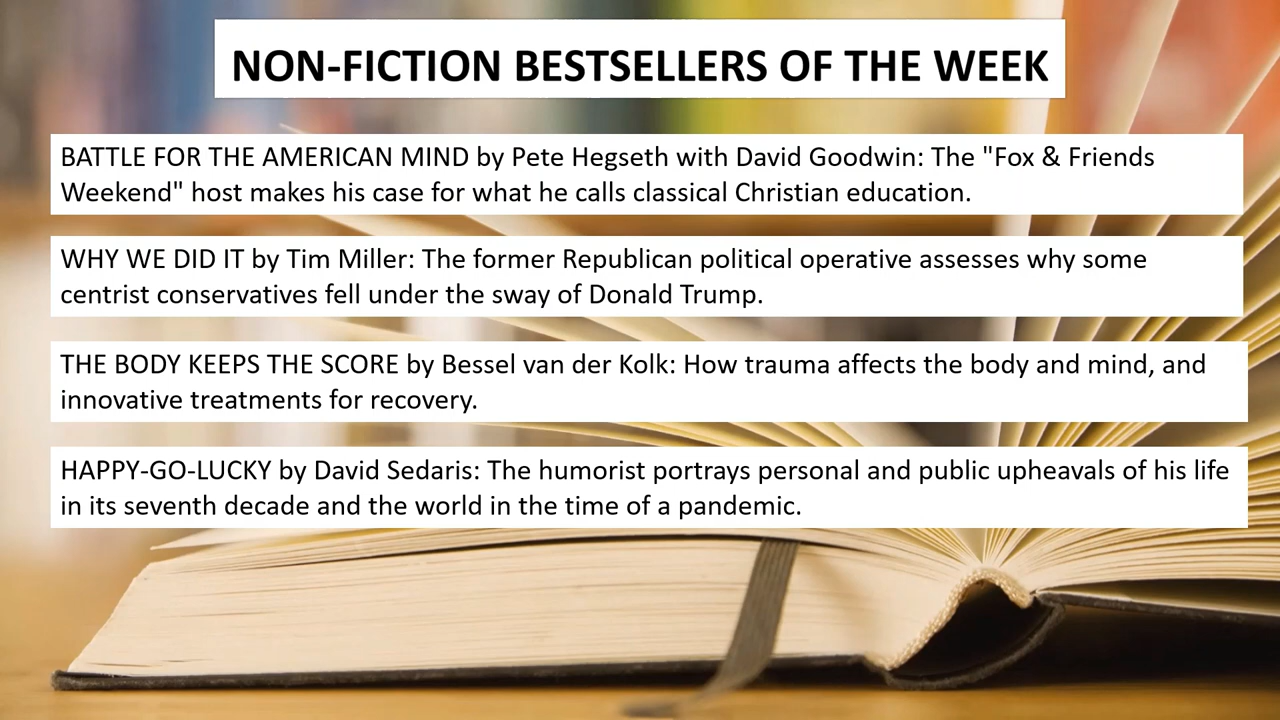 NON-FICTION BESTSELLERS OF THE WEEK
BATTLE FOR THE AMERICAN MIND by Pete Hegseth with David Goodwin: The "Fox & Friends
Weekend" host makes his case for what he calls classical Christian education.
WHY WE DID IT by Tim Miller: The former Republican political operative assesses why some
centrist conservatives fell under the sway of Donald Trump.
THE BODY KEEPS THE SCORE by Bessel van der Kolk: How trauma affects the body and mind, and
innovative treatments for recovery.
HAPPY-GO-LUCKY by David Sedaris: The humorist portrays personal and public upheavals of his life
in its seventh decade and the world in the time of a pandemic.